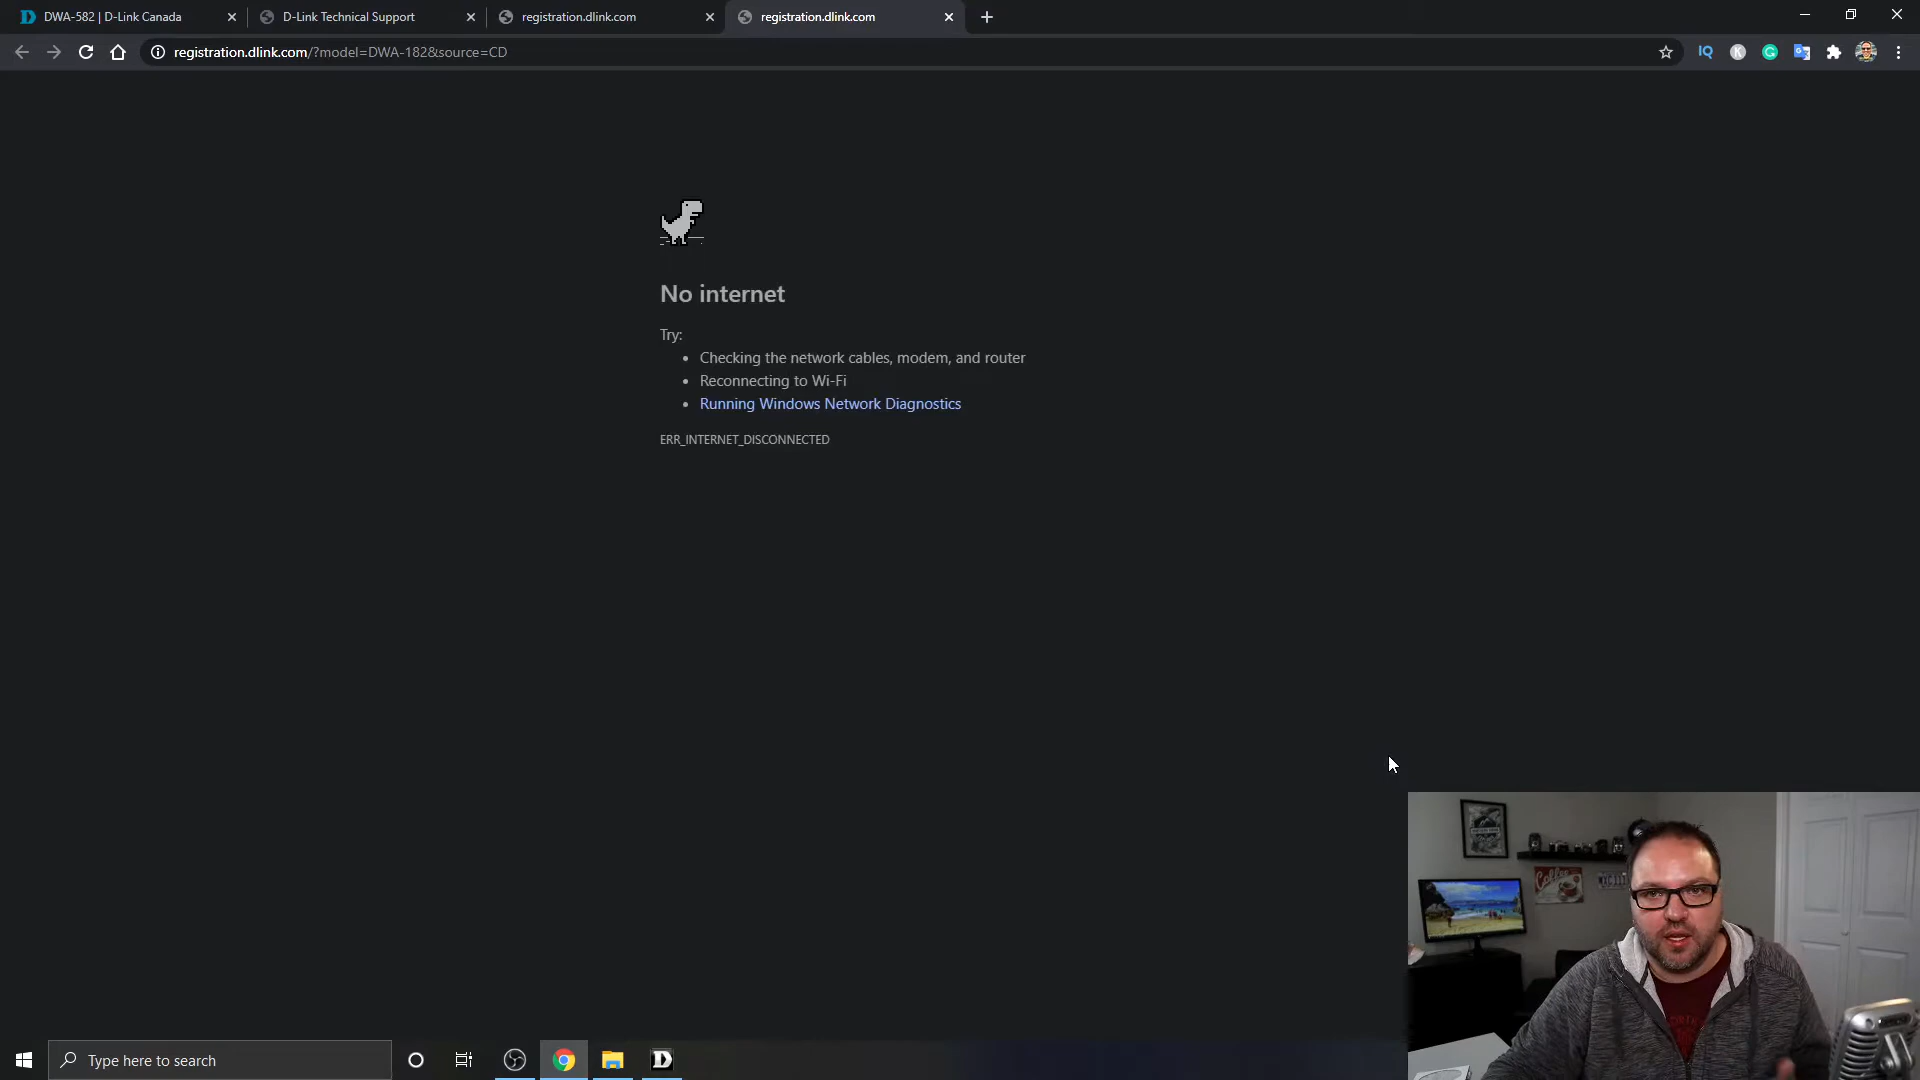 DWA-582 | D-Link Canada
D-Link Technical Support
registration.dlink.com
registration.dlink.com
registration.dlink.com/?model=DWA-182&source=CD
IQ
No internet
Try:
Checking the network cables, modem, and router
Reconnecting to Wi-Fi
Running Windows Network Diagnostics
ERR_INTERNET_DISCONNECTED
Coffee
Type here to search